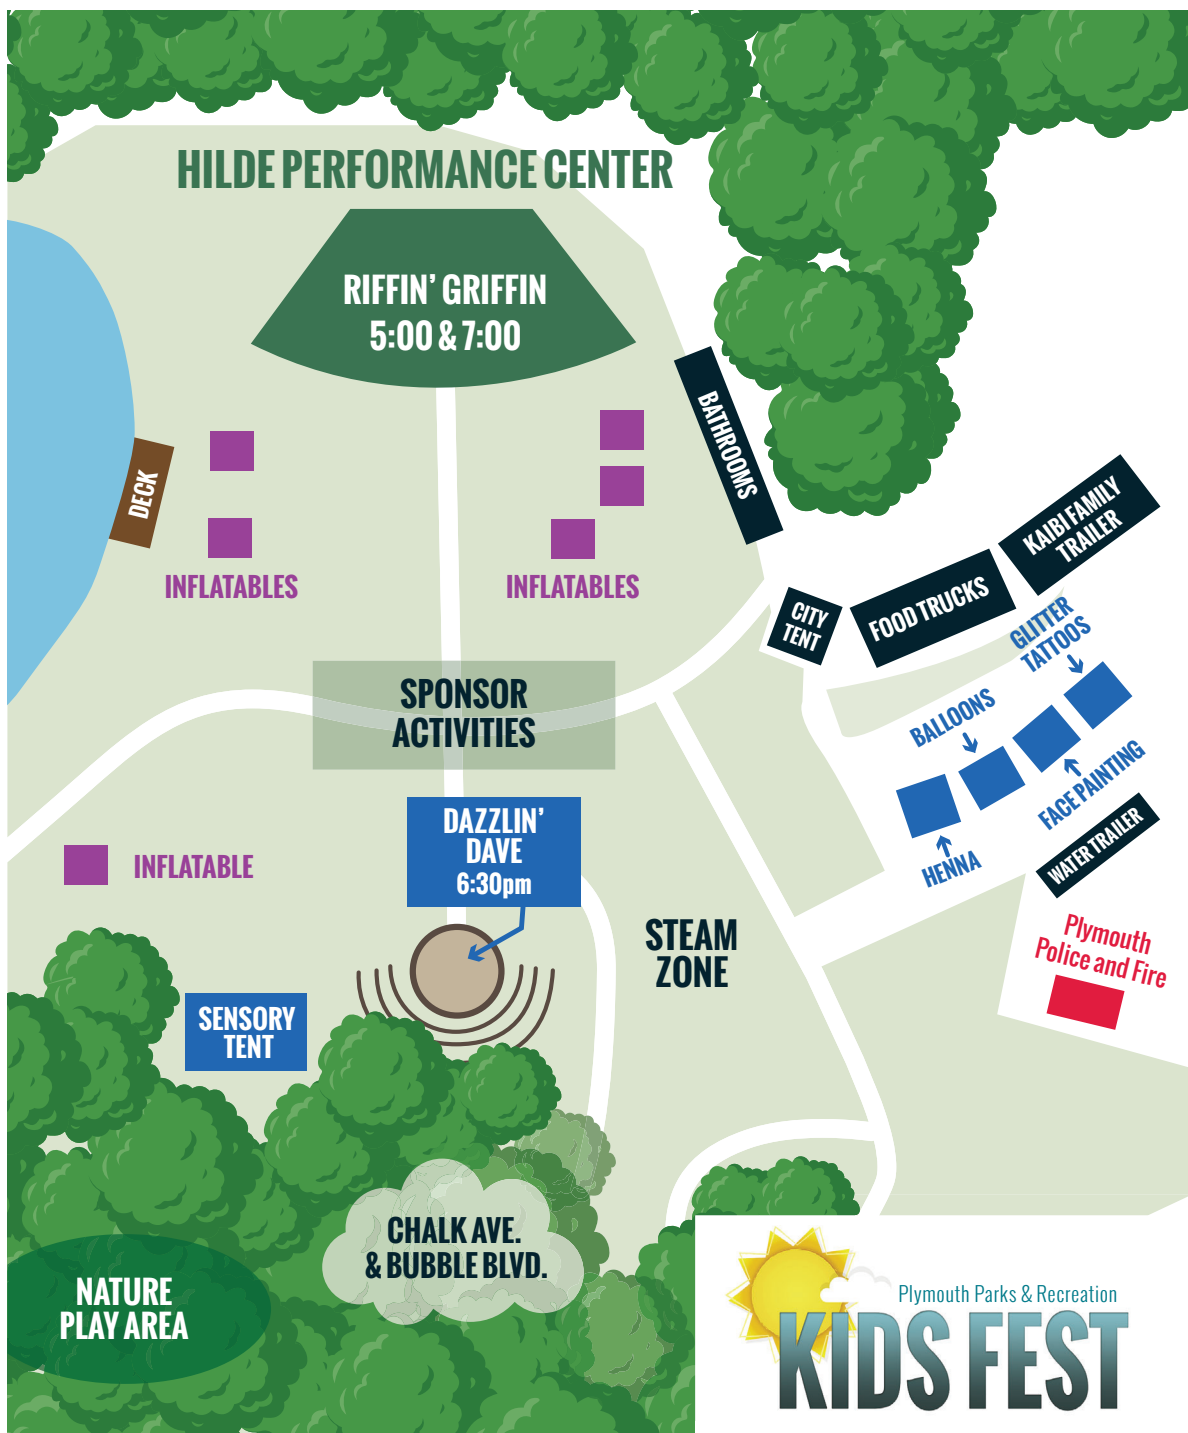 HILDE PERFORMANCE CENTER
RIFFIN' GRIFFIN
5:00 & 7:00
BATHROOMS
DECK
INFLATABLES
INFLATABLES
KAIBI FAMILY
TRAILER
FOOD TRUCKS
CITY
TENT
GLITTER
TATTOOS
BALLOONS
FACE PAINTING
HENNA
WATER TRAILER
SPONSOR
ACTIVITIES
DAZZLIN'
DAVE
6:30pm
INFLATABLE
STEAM
ZONE
Plymouth
Police and Fire
SENSORY
TENT
CHALK AVE.
& BUBBLE BLVD.
NATURE
PLAY AREA
Plymouth Parks & Recreation
KIDS FEST